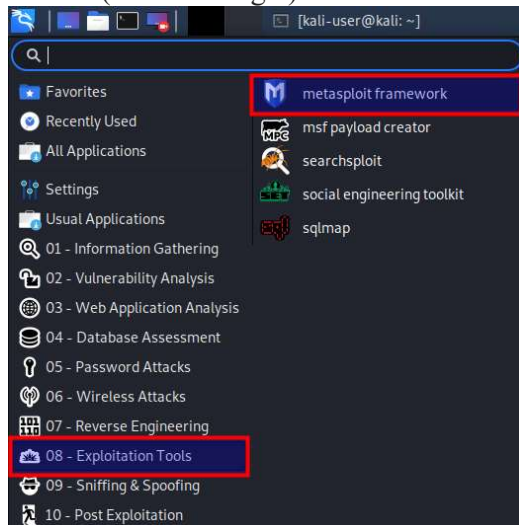 [kali-user@kali: ~]
Favorites
Recently Used
All Applications
Settings
Usual Applications
01 - Information Gathering
02 - Vulnerability Analysis
03 - Web Application Analysis
04 - Database Assessment
05 - Password Attacks
06 - Wireless Attacks
07 - Reverse Engineering
08 - Exploitation Tools
09 - Sniffing & Spoofing
10 - Post Exploitation
metasploit framework
msf payload creator
searchsploit
social engineering toolkit
sqlmap